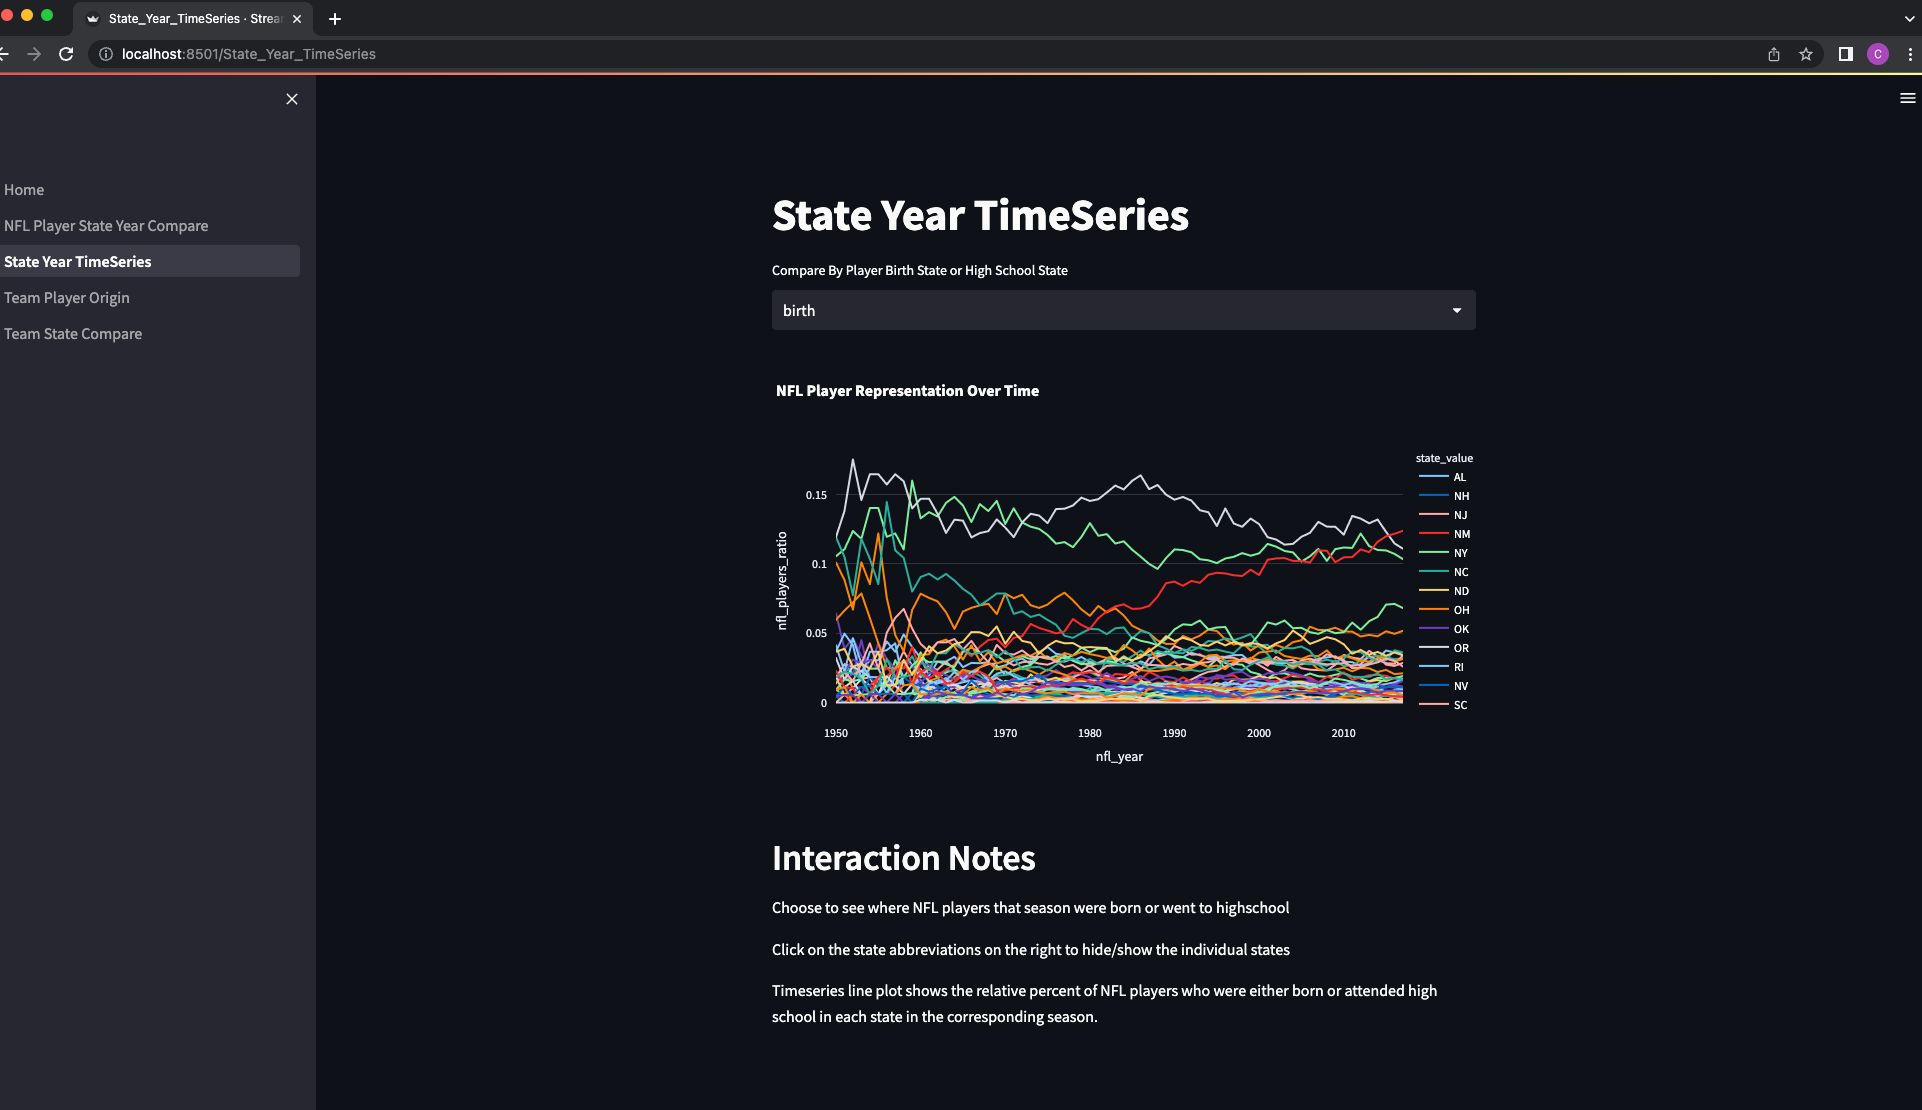 State_Year_TimeSeries · Strea
localhost:8501/State_Year_TimeSeries
C
Home
NFL Player State Year Compare
State Year TimeSeries
Team Player Origin
Team State Compare
State Year TimeSeries
Compare By Player Birth State or High School State
birth
NFL Player Representation Over Time
nfl_players_ratio
0.15
0.1
0.05
0
1950 1960 1970 1980 1990 2000 2010
nfl_year
state_value
AL
NH
NJ
NM
NY
NC
ND
OH
OK
OR
RI
NV
SC
Interaction Notes
Choose to see where NFL players that season were born or went to highschool
Click on the state abbreviations on the right to hide/show the individual states
Timeseries line plot shows the relative percent of NFL players who were either born or attended high
school in each state in the corresponding season.